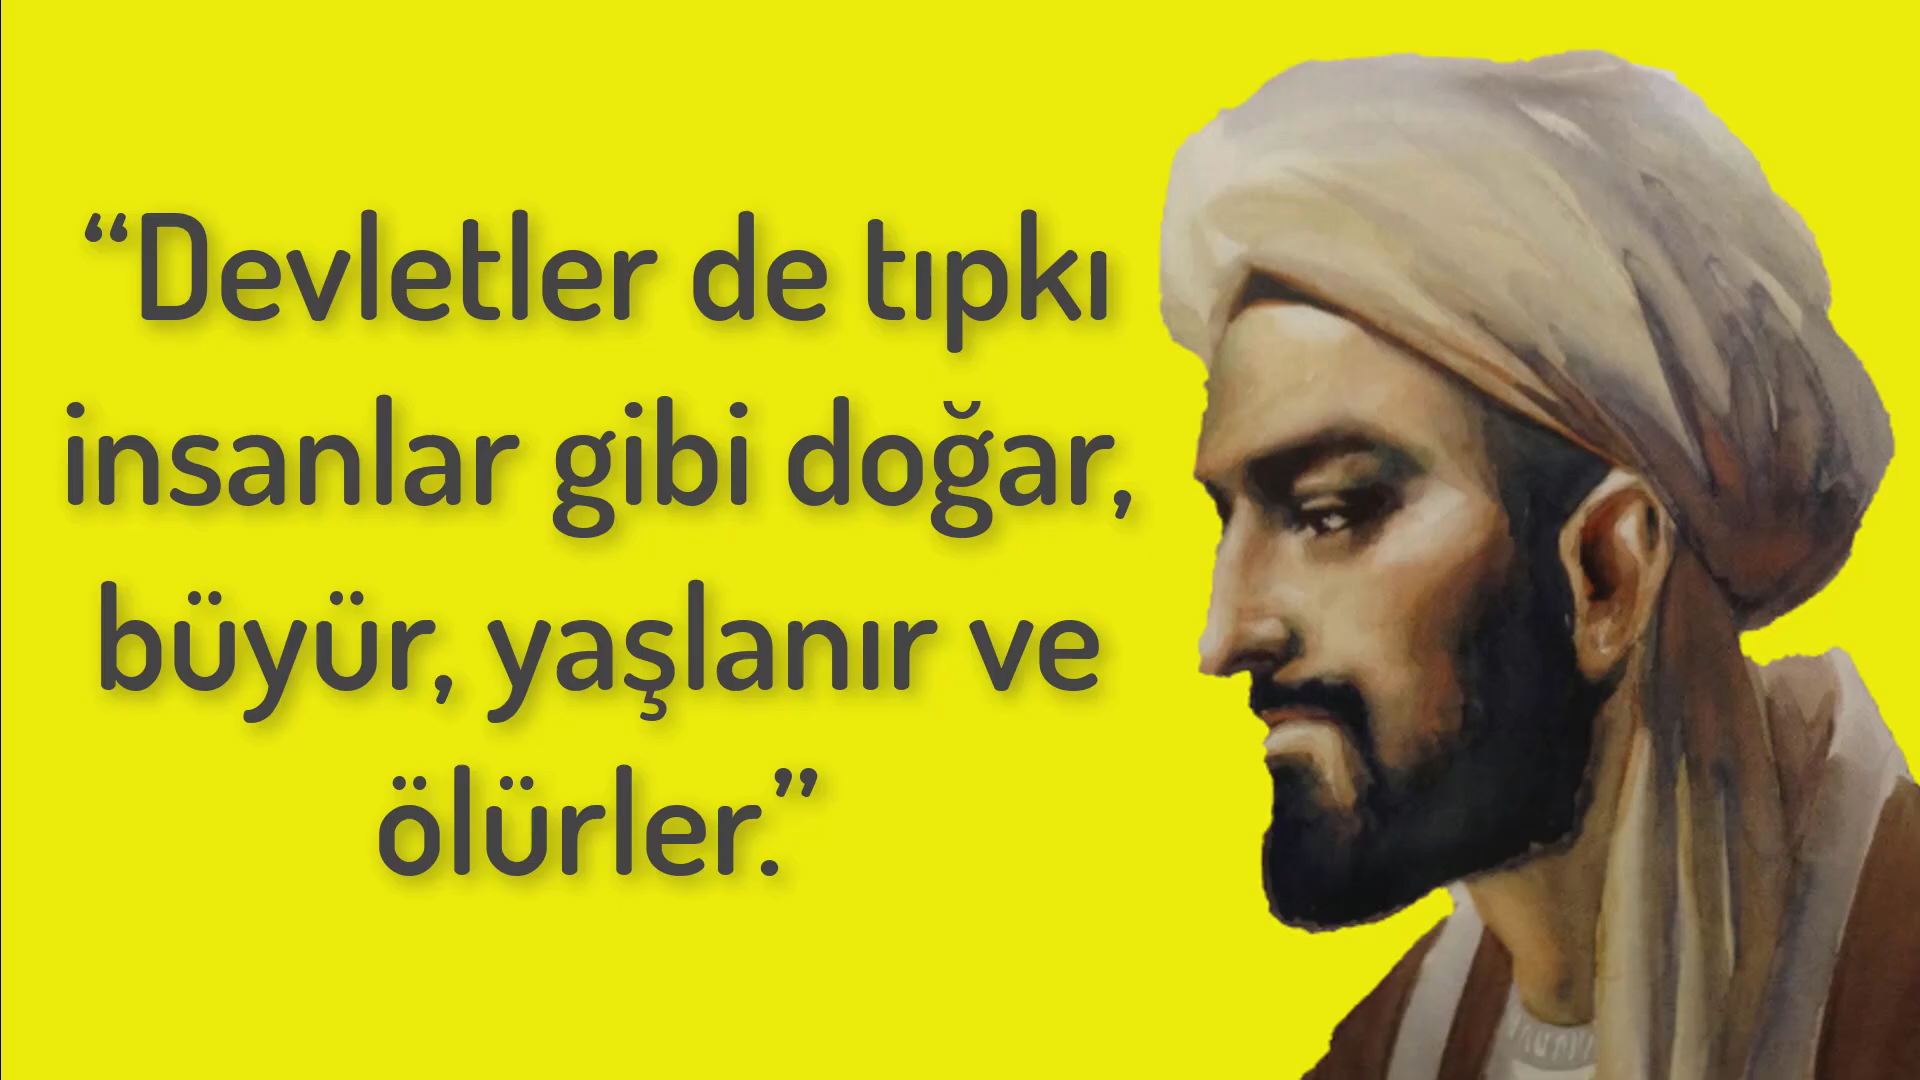 “Devletler de tıpkı
insanlar gibi doğar,
büyür, yaşlanır ve
ölürler.”